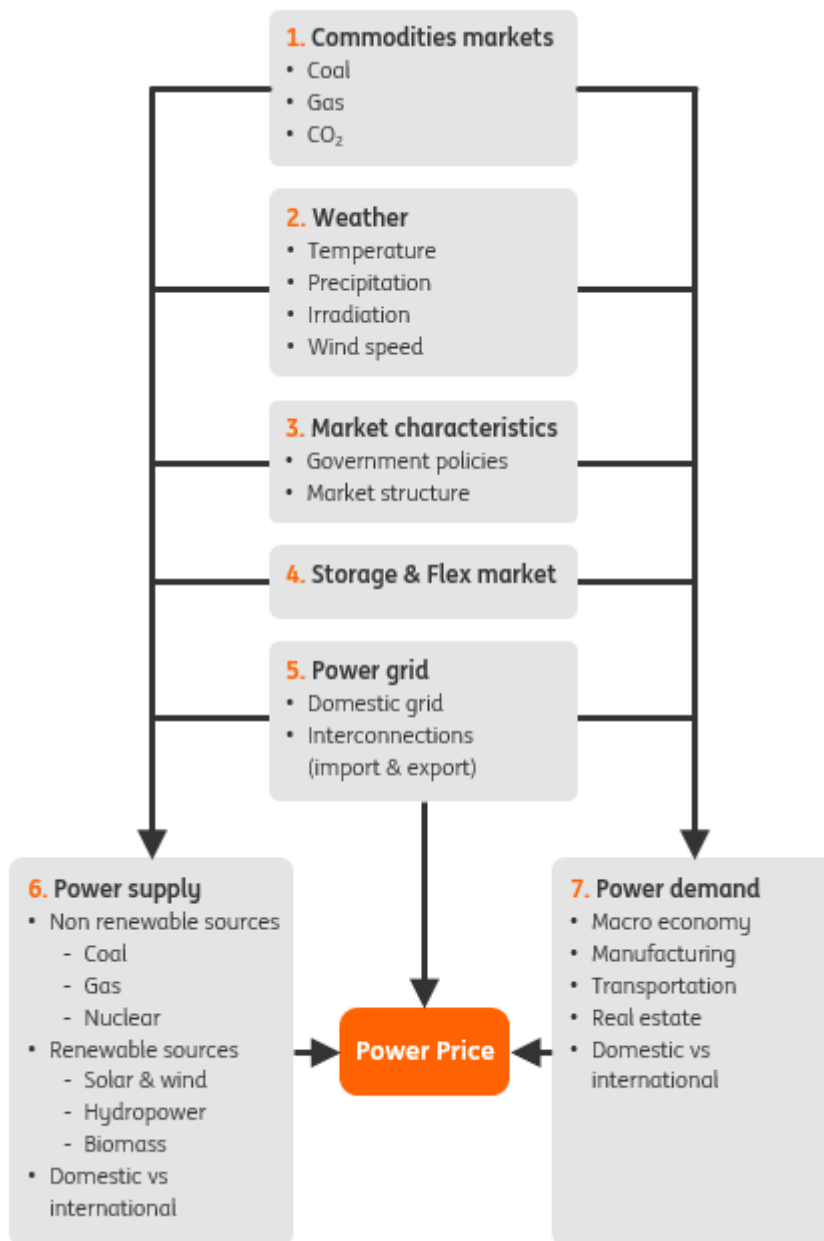 1. Commodities markets
• Coal
• Gas
• CO₂
2. Weather
• Temperature
• Precipitation
• Irradiation
• Wind speed
3. Market characteristics
• Government policies
• Market structure
4. Storage & Flex market
5. Power grid
• Domestic grid
• Interconnections
(import & export)
6. Power supply
• Non renewable sources
- Coal
- Gas
- Nuclear
• Renewable sources
- Solar & wind
- Hydropower
- Biomass
• Domestic vs
international
Power Price
7. Power demand
• Macro economy
• Manufacturing
• Transportation
• Real estate
• Domestic vs
international